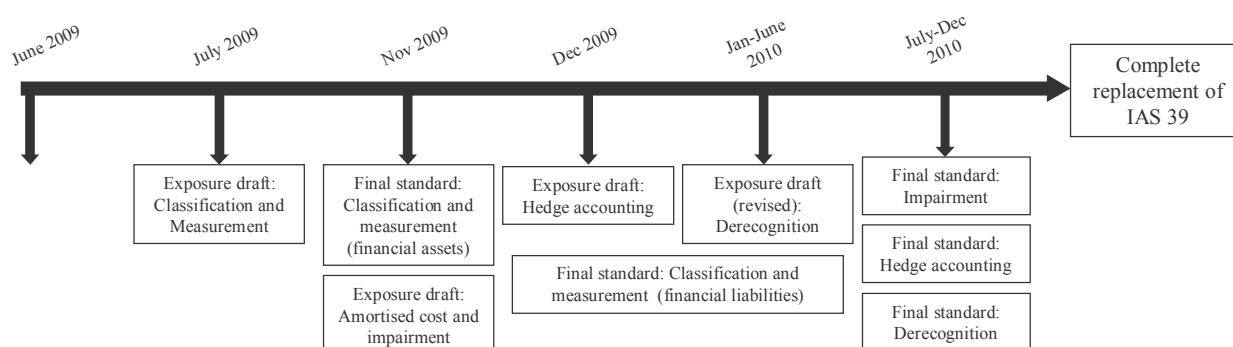 June 2009
July 2009
Nov 2009
Dec 2009
Jan-June
2010
July-Dec
2010
Complete
replacement of
IAS 39
Exposure draft:
Classification and
Measurement
Final standard:
Classification and
measurement
(financial assets)
Exposure draft:
Amortised cost and
impairment
Exposure draft:
Hedge accounting
Exposure draft
(revised):
Derecognition
Final standard: Classification and
measurement (financial liabilities)
Final standard:
Impairment
Final standard:
Hedge accounting
Final standard:
Derecognition